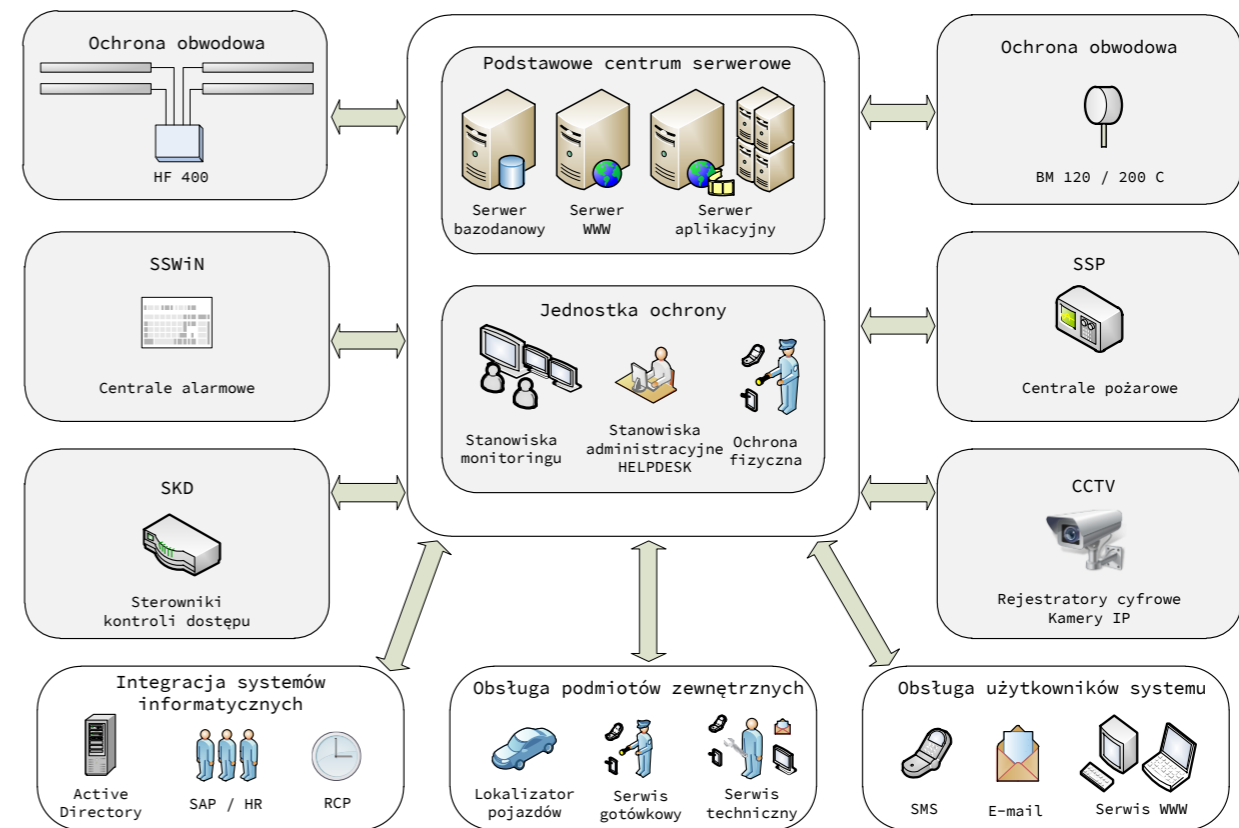 Ochrona obwodowa
HF 400
Podstawowe centrum serwerowe
Serwer
bazodanowy
Serwer
WWW
Serwer
aplikacyjny
Ochrona obwodowa
BM 120 / 200 C
SSWiN
Centrale alarmowe
Jednostka ochrony
Stanowiska
monitoringu
Stanowiska
administracyjne
HELPDESK
Ochrona
fizyczna
SSP
Centrale pożarowe
SKD
Sterowniki
kontroli dostępu
CCTV
Rejestratory cyfrowe
Kamery IP
Integracja systemów
informatycznych
Active
Directory
SAP / HR
RCP
Obsługa podmiotów zewnętrznych
Lokalizator
pojazdów
Serwis
gotówkowy
Serwis
techniczny
Obsługa użytkowników systemu
SMS
E-mail
Serwis WWW